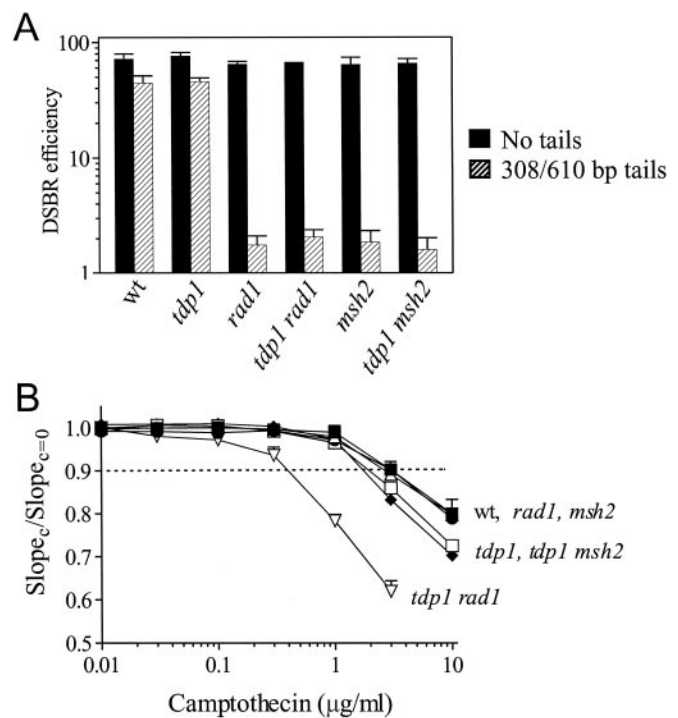 A
100
10
1
DSBR efficiency
wt
tdp1
rad1
tdp1 rad1
msh2
tdp1 msh2
No tails
308/610 bp tails
B
1.0
0.9
0.8
0.7
0.6
0.5
Slopec/Slopec=0
0.01
0.1
1
10
Camptothecin (µg/ml)
wt, rad1, msh2
tdp1, tdp1 msh2
tdp1 rad1